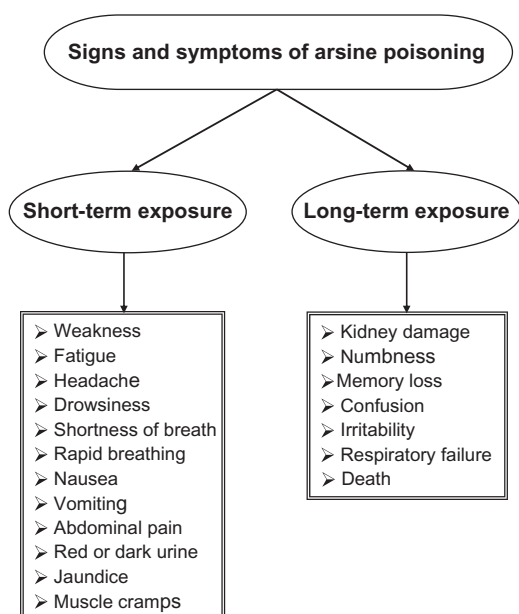 Signs and symptoms of arsine poisoning
Short-term exposure
Long-term exposure
➢ Weakness
➢ Fatigue
➢ Headache
➢ Drowsiness
➢ Shortness of breath
➢ Rapid breathing
➢ Nausea
➢ Vomiting
➢ Abdominal pain
➢ Red or dark urine
➢ Jaundice
➢ Muscle cramps
➢ Kidney damage
➢ Numbness
➢ Memory loss
➢ Confusion
➢ Irritability
➢ Respiratory failure
➢ Death